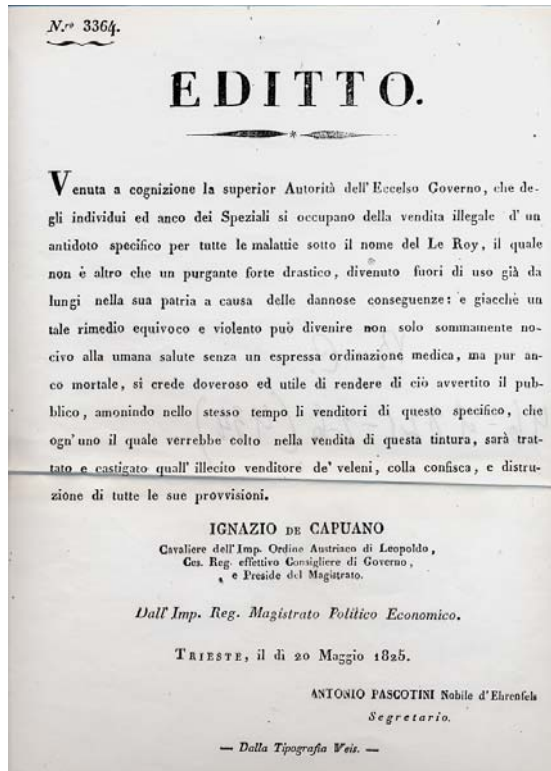 N.ro 3364.
EDITTO.
Venuta a cognizione la superior Autorità dell' Eccelso Governo, che de-
gli individui ed anco dei Speziali si occupano della vendita illegale d' un
antidoto specifico per tutte le malattie sotto il nome del Le Roy, il quale
non è altro che un purgante forte drastico, divenuto fuori di uso già da
lungi nella sua patria a causa delle dannose conseguenze: e giacchè un
tale rimedio equivoco e violento può divenire non solo sommamente no-
civo alla umana salute senza un espressa ordinazione medica, ma pur an-
co mortale, si crede doveroso ed utile di rendere di ciò avvertito il pub-
blico, amonindo nello stesso tempo li venditori di questo specifico, che
ogn' uno il quale verrebbe colto nella vendita di questa tintura, sarà trat-
tato e castigato quall' illecito venditore de' veleni, colla confisca, e distru-
zione di tutte le sue provvisioni.
IGNAZIO DE CAPUANO
Cavaliere dell' Imp. Ordine Austriaco di Leopoldo,
Ces. Reg. effettivo Consigliere di Governo,
e Preside del Magistrato.
Dall' Imp. Reg. Magistrato Politico Economico.
TRIESTE, il dì 20 Maggio 1825.
ANTONIO PASCOTINI Nobile d'Ehrenfels
Segretario.
— Dalla Tipografia Weis. —